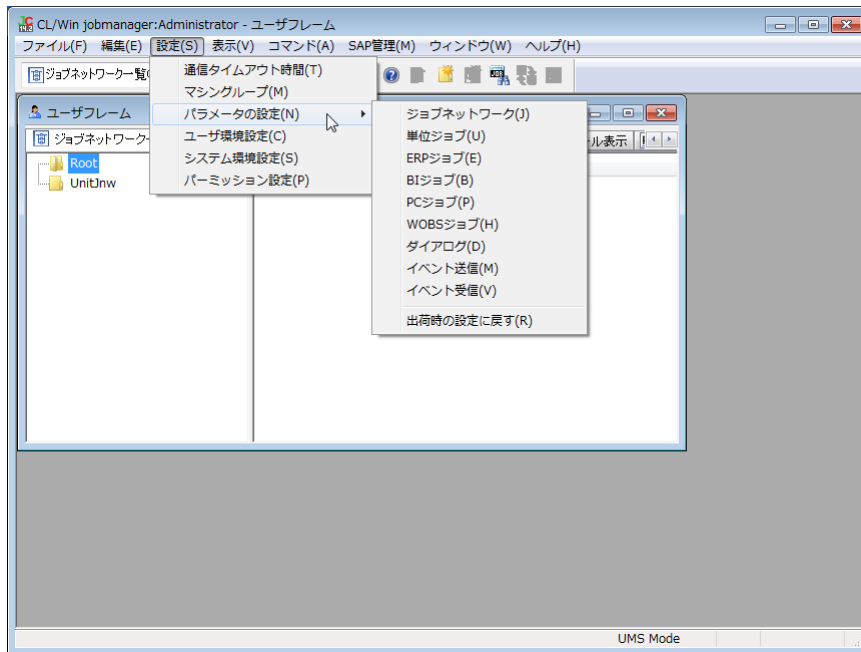 CL/Win jobmanager:Administrator - ユーザフレーム
ファイル(F) 編集(E) 設定(S) 表示(V) コマンド(A) SAP管理(M) ウィンドウ(W) ヘルプ(H)
ジョブネットワーク一覧
通信タイムアウト時間(T)
マシングループ(M)
パラメータの設定(N)
ユーザ環境設定(C)
システム環境設定(S)
パーミッション設定(P)
ジョブネットワーク(J)
単位ジョブ(U)
ERPジョブ(E)
BIジョブ(B)
PCジョブ(P)
WOBSジョブ(H)
ダイアログ(D)
イベント送信(M)
イベント受信(V)
出荷時の設定に戻す(R)
ユーザフレーム
ジョブネットワーク
ール表示
Root
UnitJnw
UMS Mode